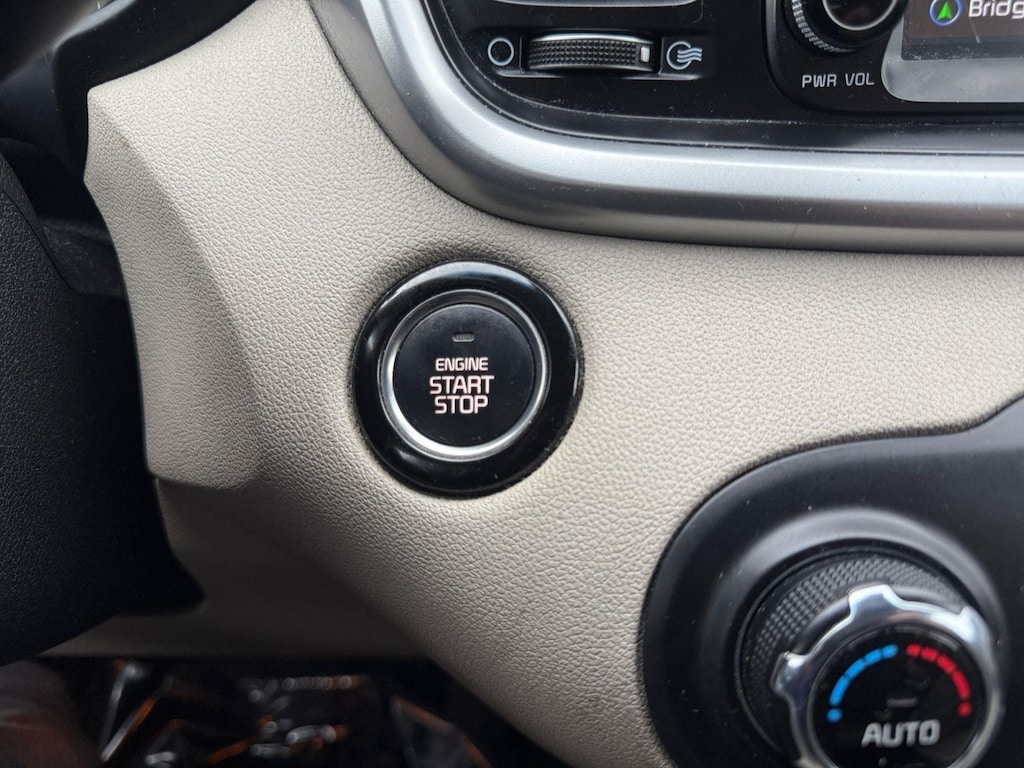 Bridg
PWR VOL
ENGINE
START
STOP
AUTO